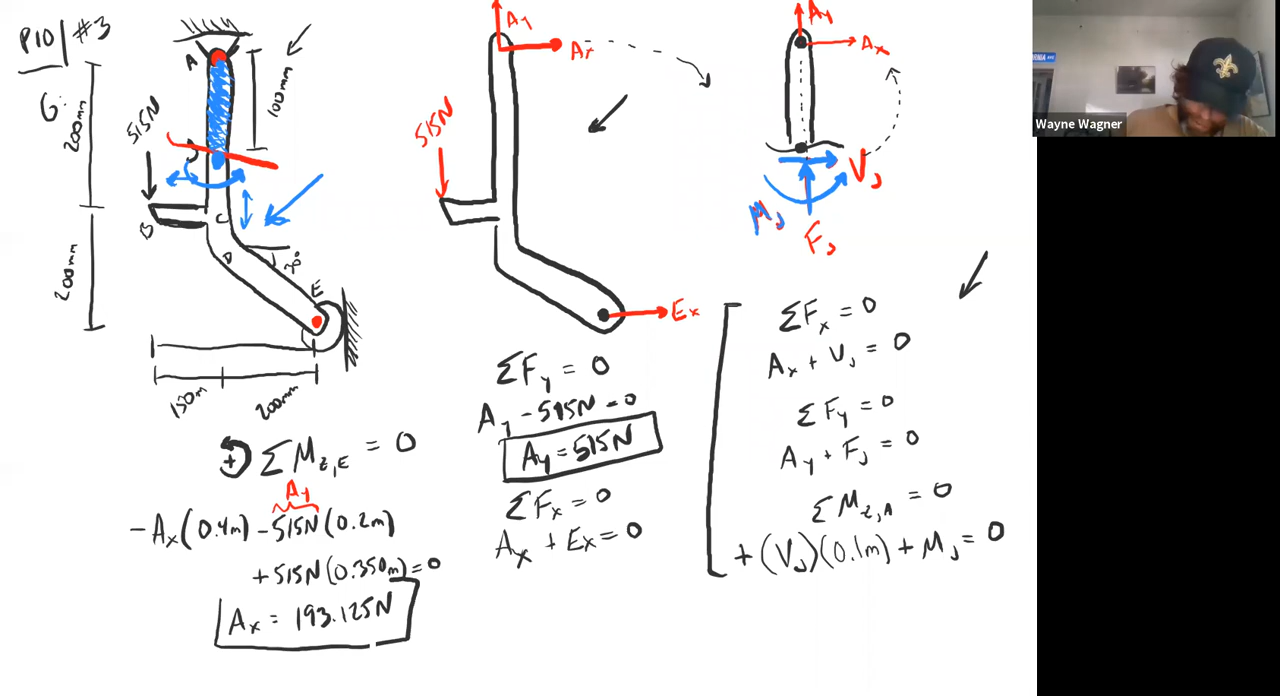 P10 #3
G:
A
200mm
100mm
515N
J
B
C
D
E
200mm
150m
200mm
Ay
Ax
515N
Ex
Ay
Ax
VJ
MJ
FJ
+ ΣMz,E = 0
Ay
-Ax(0.4m) - 515N(0.2m)
+515N(0.350m)=0
Ax = 193.125N
ΣFy = 0
Ay - 515N = 0
Ay = 515N
ΣFx = 0
Ax + Ex = 0
ΣFx = 0
Ax + VJ = 0
ΣFy = 0
Ay + FJ = 0
ΣMz,A = 0
+(VJ)(0.1m) + MJ = 0
Wayne Wagner